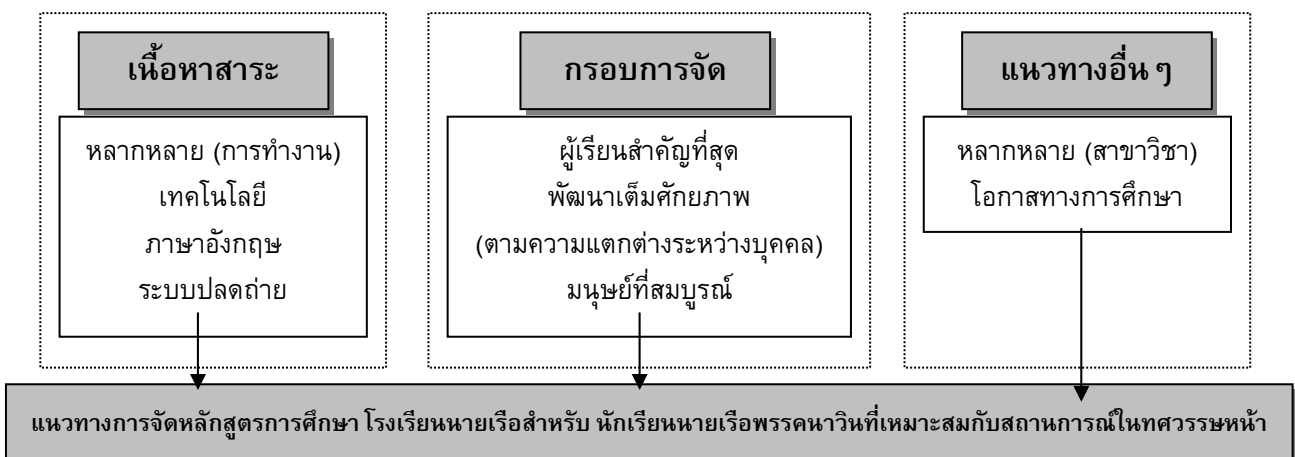 เนื้อหาสาระ
หลากหลาย (การทำงาน)
เทคโนโลยี
ภาษาอังกฤษ
ระบบปลดถ่าย
กรอบการจัด
ผู้เรียนสำคัญที่สุด
พัฒนาเต็มศักยภาพ
(ตามความแตกต่างระหว่างบุคคล)
มนุษย์ที่สมบูรณ์
แนวทางอื่น ๆ
หลากหลาย (สาขาวิชา)
โอกาสทางการศึกษา
แนวทางการจัดหลักสูตรการศึกษา โรงเรียนนายเรือสำหรับ นักเรียนนายเรือพรรคนาวินที่เหมาะสมกับสถานการณ์ในทศวรรษหน้า